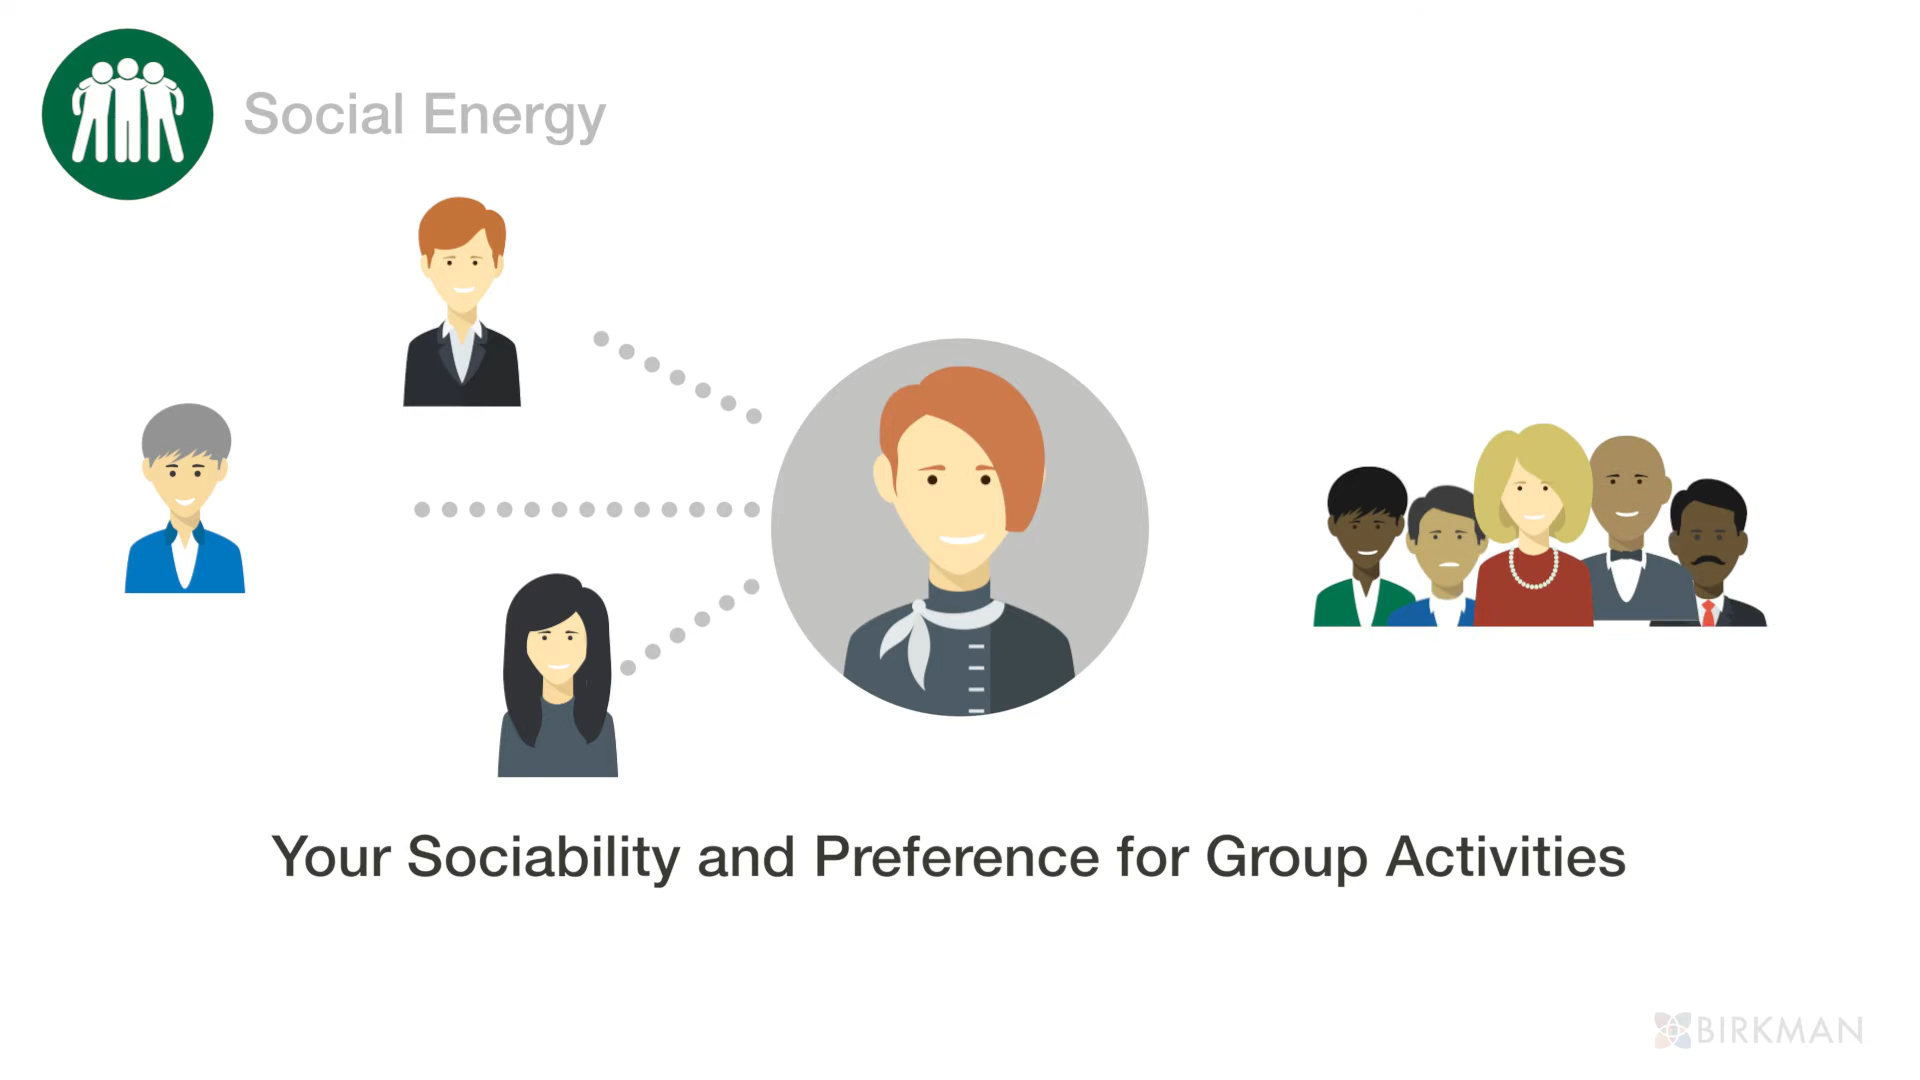 Social Energy
Your Sociability and Preference for Group Activities
BIRKMAN